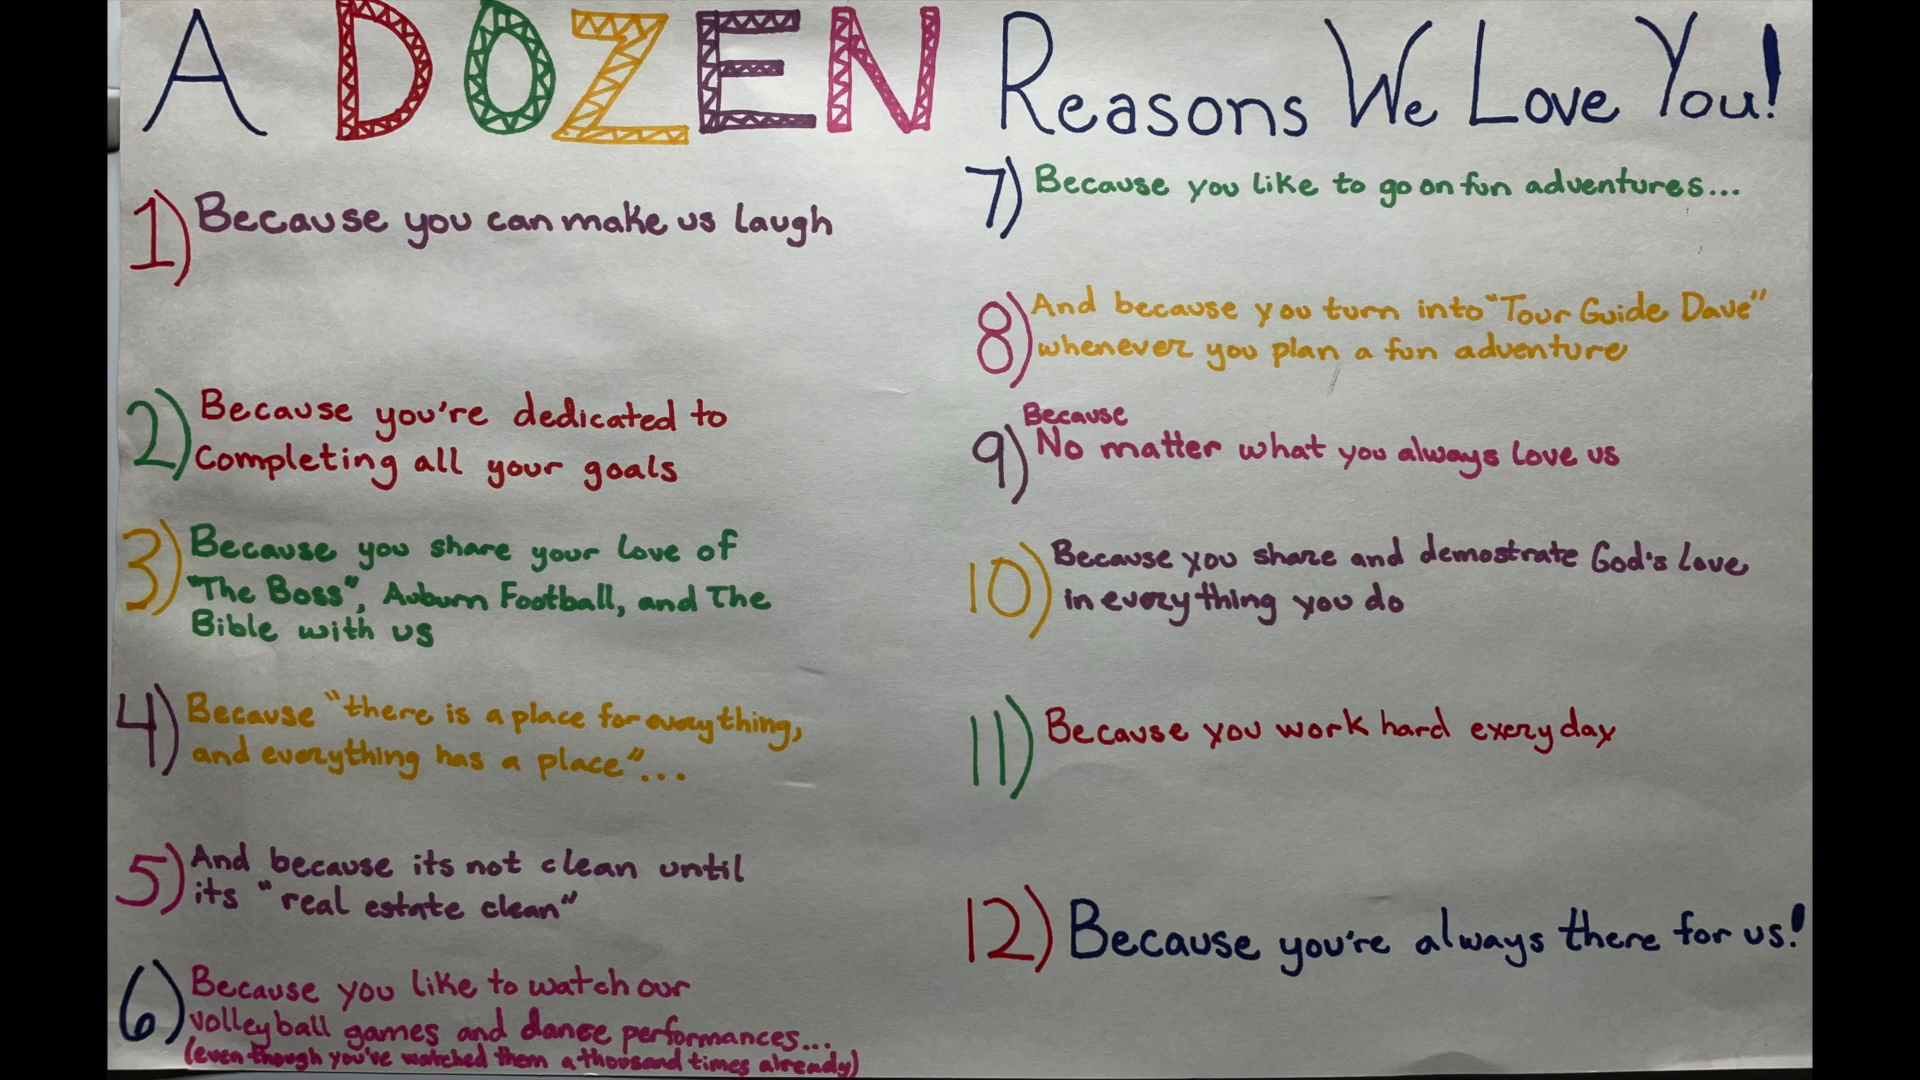 A DOZEN Reasons We Love You!
1) Because you can make us laugh
2) Because you're dedicated to
Completing all your goals
3) Because you share your love of
"The Boss", Auburn Football, and The
Bible with us
4) Because "there is a place for everything,
and everything has a place"...
5) And because its not clean until
its "real estate clean"
6) Because you like to watch our
volleyball games and dance performances...
(even though you've watched them a thousand times already)
7) Because you like to go on fun adventures...
8) And because you turn into "Tour Guide Dave"
whenever you plan a fun adventure
Because
9) No matter what you always love us
10) Because you share and demostrate God's love
in everything you do
11) Because you work hard every day
12) Because you're always there for us!